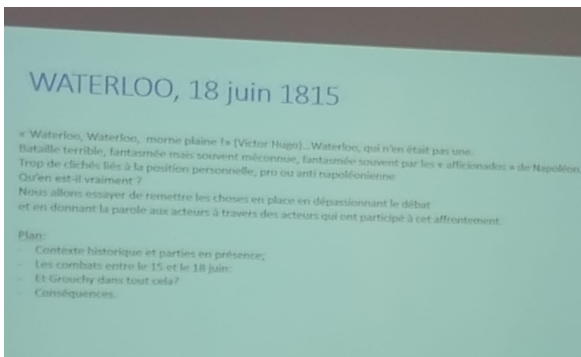 WATERLOO, 18 juin 1815
« Waterloo, Waterloo, morne plaine !» (Victor Hugo)...Waterloo, qui n'en était pas une.
Bataille terrible, fantasmée mais souvent méconnue, fantasmée souvent par les « afficionados » de Napoléon.
Trop de clichés liés à la position personnelle, pro ou anti napoléonienne
Qu'en est-il vraiment ?
Nous allons essayer de remettre les choses en place en dépassionnant le débat
et en donnant la parole aux acteurs à travers des acteurs qui ont participé à cet affrontement.
Plan:
- Contexte historique et parties en présence;
- Les combats entre le 15 et le 18 juin:
- Et Grouchy dans tout cela?
- Conséquences.